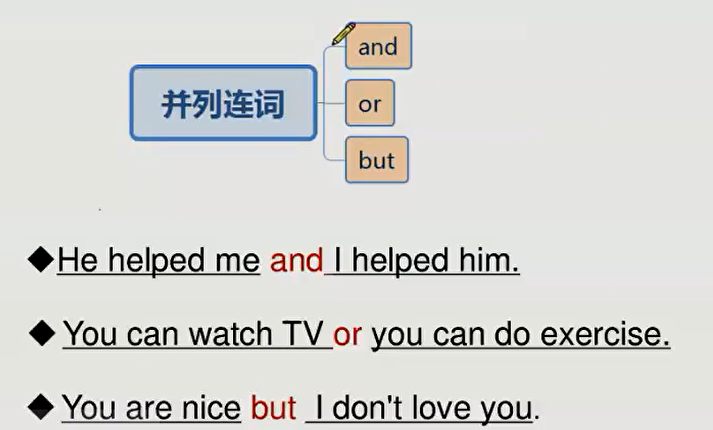 并列连词
and
or
but
◆He helped me and I helped him.
◆ You can watch TV or you can do exercise.
◆ You are nice but I don't love you.